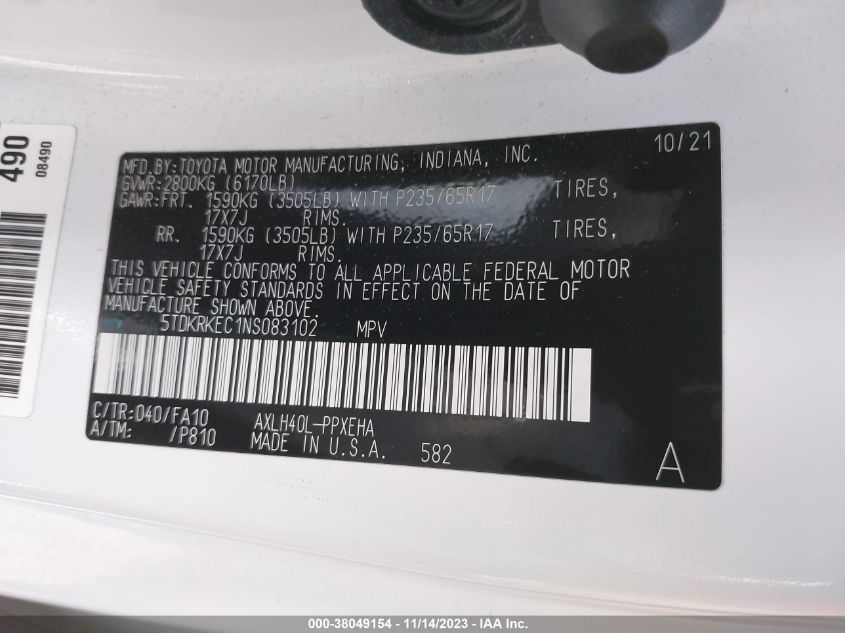 490
08490
MFD.BY:TOYOTA MOTOR MANUFACTURING, INDIANA, INC. 10/21
GVWR:2800KG (6170LB)
GAWR:FRT. 1590KG (3505LB) WITH P235/65R17 TIRES,
17X7J RIMS.
RR. 1590KG (3505LB) WITH P235/65R17 TIRES,
17X7J RIMS.
THIS VEHICLE CONFORMS TO ALL APPLICABLE FEDERAL MOTOR
VEHICLE SAFETY STANDARDS IN EFFECT ON THE DATE OF
MANUFACTURE SHOWN ABOVE.
5TDKRKEC1NS083102 MPV
C/TR:040/FA10 AXLH40L-PPXEHA
A/TM: /P810 MADE IN U.S.A. 582
A
000-38049154 - 11/14/2023 - IAA Inc.